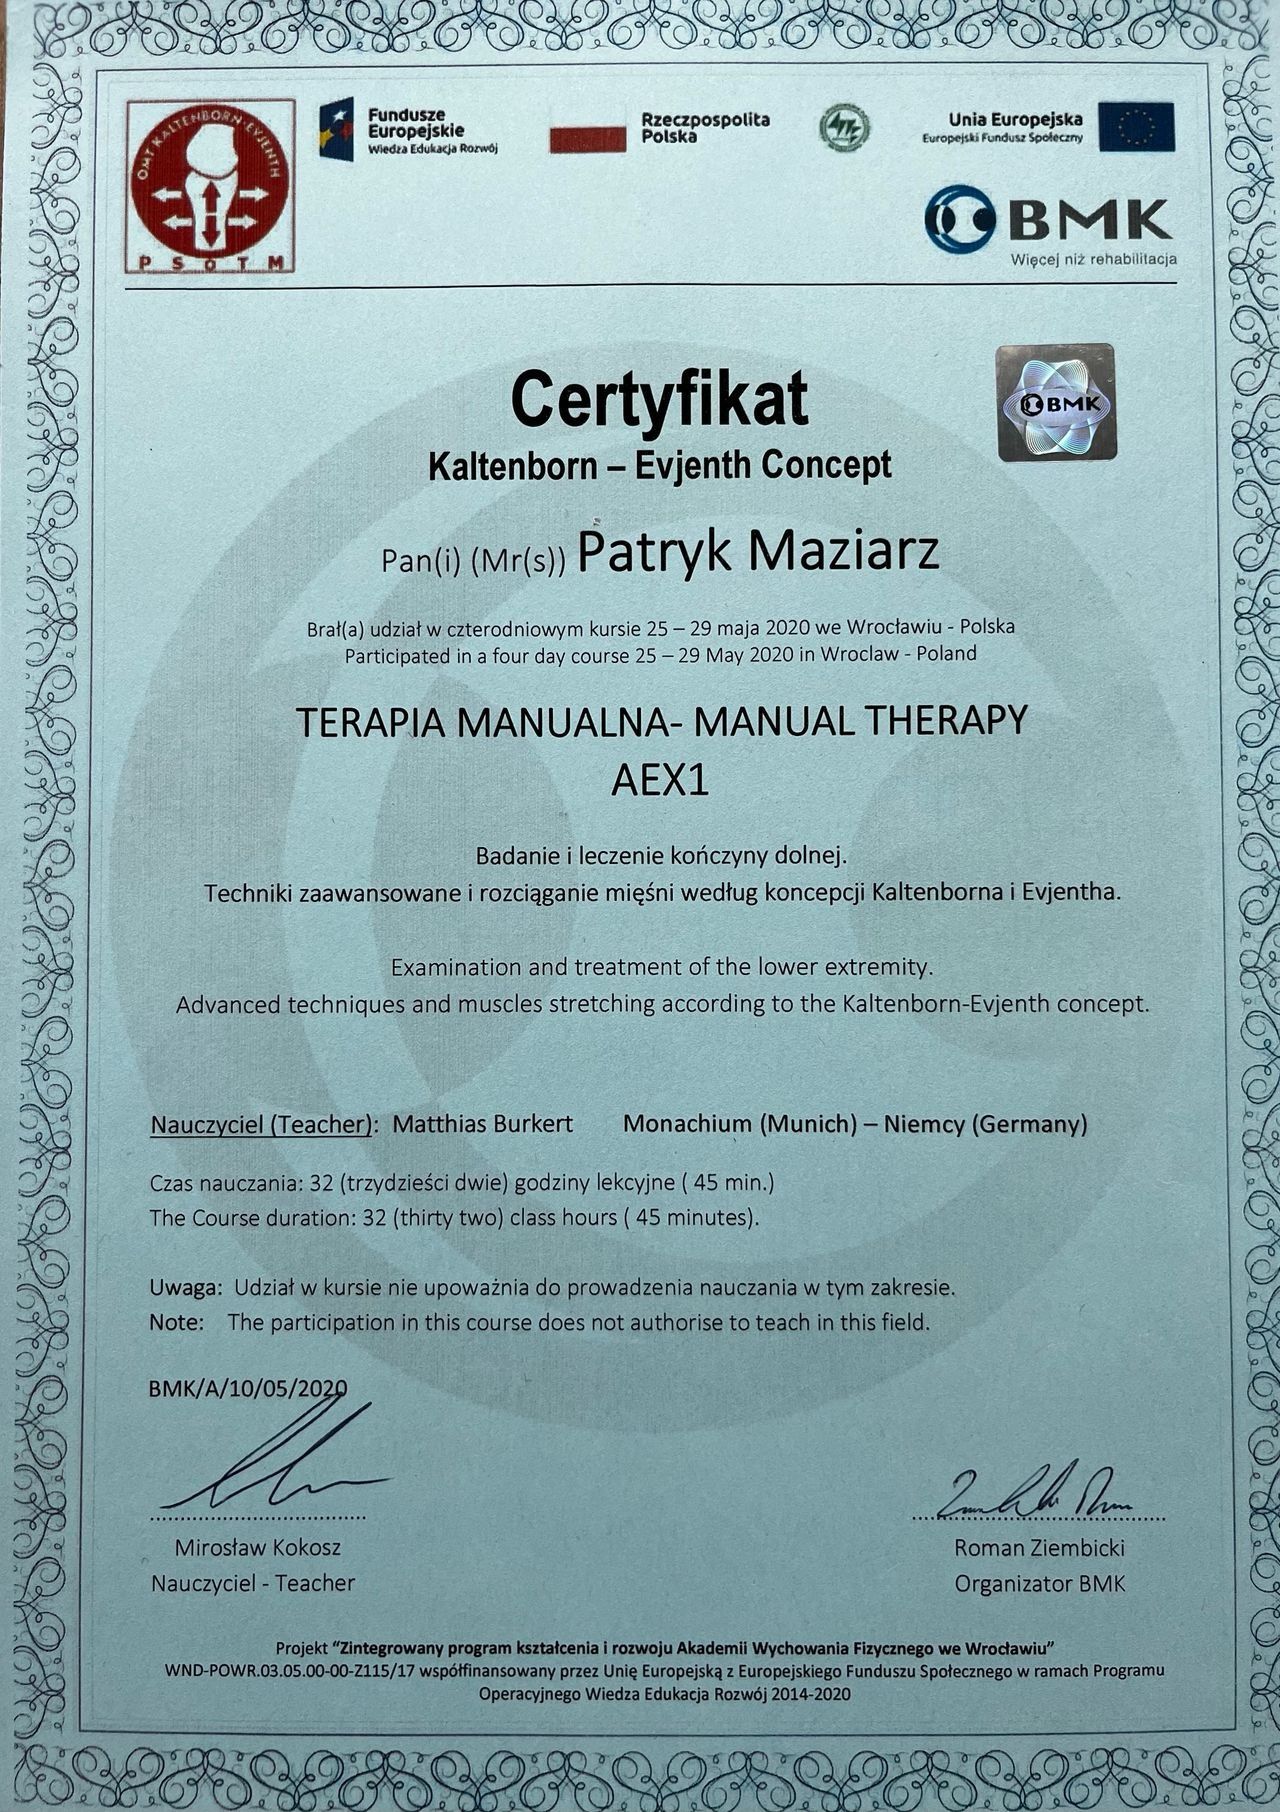 OMT KALTENBORN-EVJENTH
PSOTM
Fundusze
Europejskie
Wiedza Edukacja Rozwój
Rzeczpospolita
Polska
Unia Europejska
Europejski Fundusz Społeczny
BMK
Więcej niż rehabilitacja
BMK
Certyfikat
Kaltenborn – Evjenth Concept
Pan(i) (Mr(s)) Patryk Maziarz
Brał(a) udział w czterodniowym kursie 25 – 29 maja 2020 we Wrocławiu - Polska
Participated in a four day course 25 – 29 May 2020 in Wroclaw - Poland
TERAPIA MANUALNA- MANUAL THERAPY
AEX1
Badanie i leczenie kończyny dolnej.
Techniki zaawansowane i rozciąganie mięśni według koncepcji Kaltenborna i Evjentha.
Examination and treatment of the lower extremity.
Advanced techniques and muscles stretching according to the Kaltenborn-Evjenth concept.
Nauczyciel (Teacher): Matthias Burkert Monachium (Munich) – Niemcy (Germany)
Czas nauczania: 32 (trzydzieści dwie) godziny lekcyjne ( 45 min.)
The Course duration: 32 (thirty two) class hours ( 45 minutes).
Uwaga: Udział w kursie nie upoważnia do prowadzenia nauczania w tym zakresie.
Note: The participation in this course does not authorise to teach in this field.
BMK/A/10/05/2020
Mirosław Kokosz
Nauczyciel - Teacher
Roman Ziembicki
Organizator BMK
Projekt “Zintegrowany program kształcenia i rozwoju Akademii Wychowania Fizycznego we Wrocławiu”
WND-POWR.03.05.00-00-Z115/17 współfinansowany przez Unię Europejską z Europejskiego Funduszu Społecznego w ramach Programu
Operacyjnego Wiedza Edukacja Rozwój 2014-2020